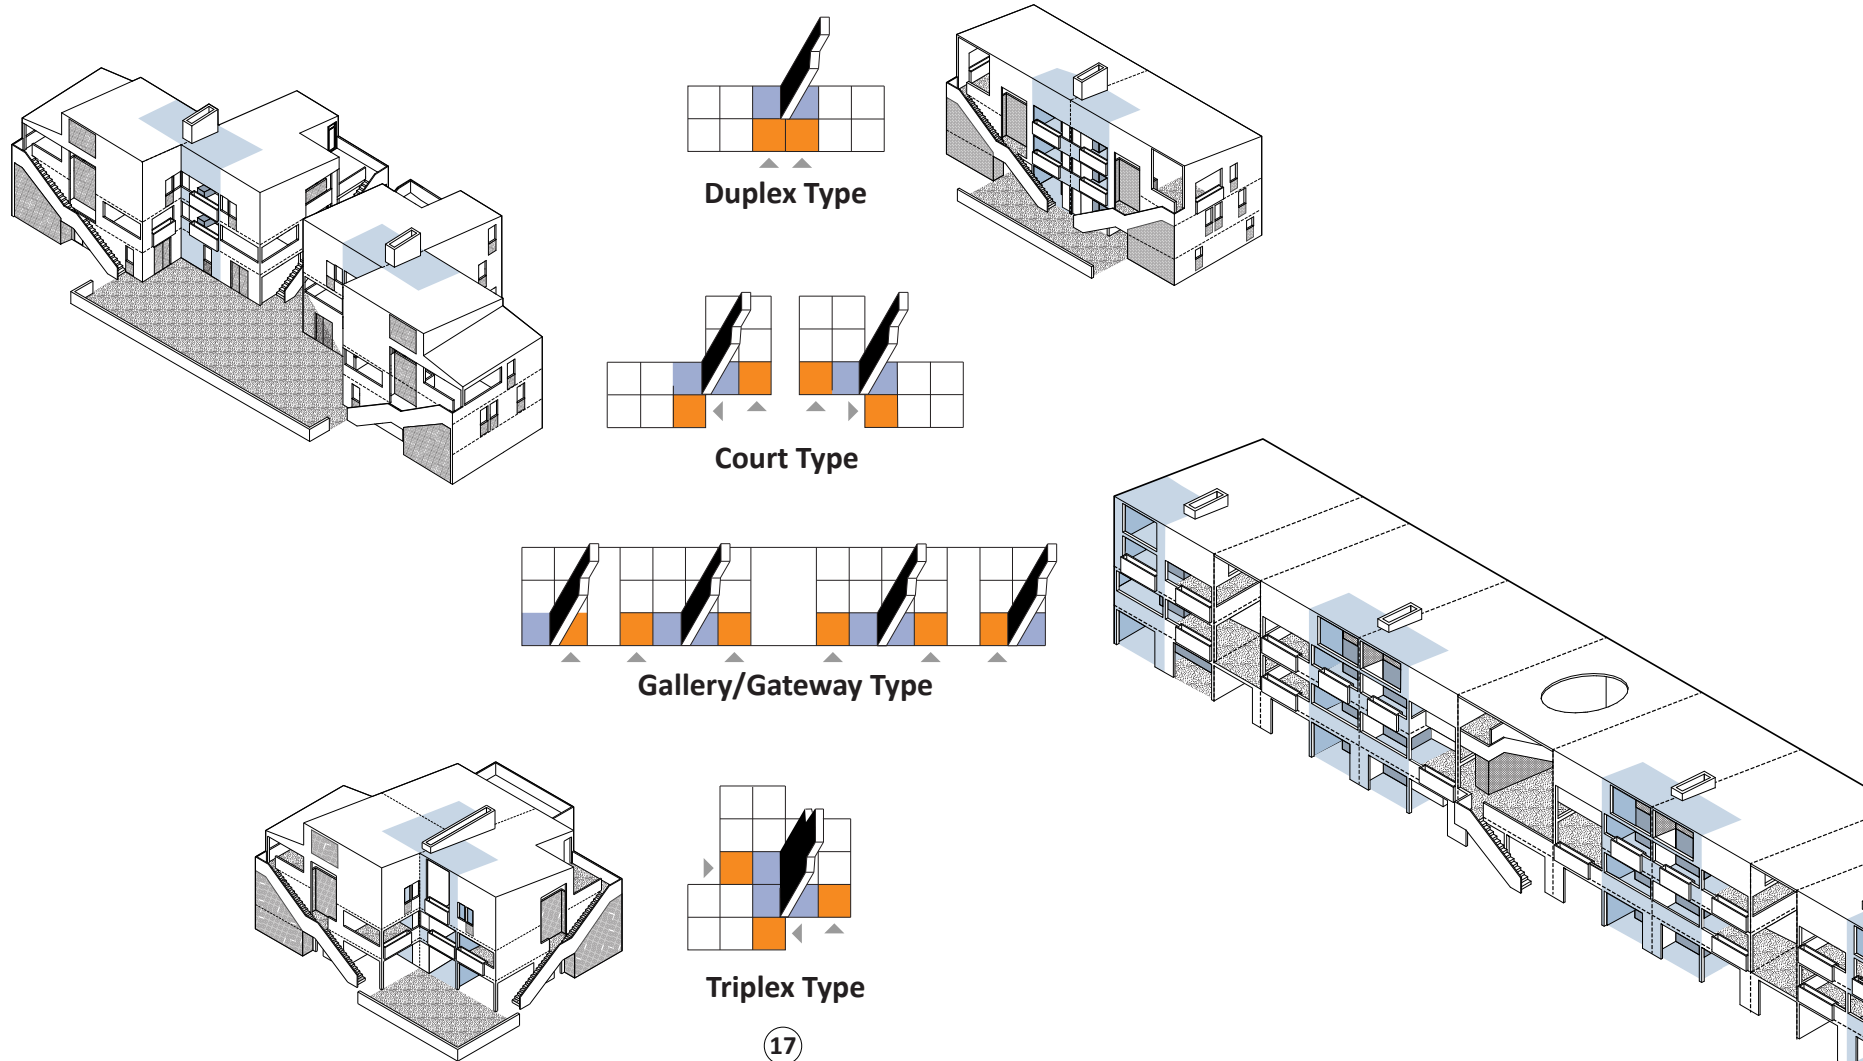 Duplex Type
Court Type
Gallery/Gateway Type
Triplex Type
17